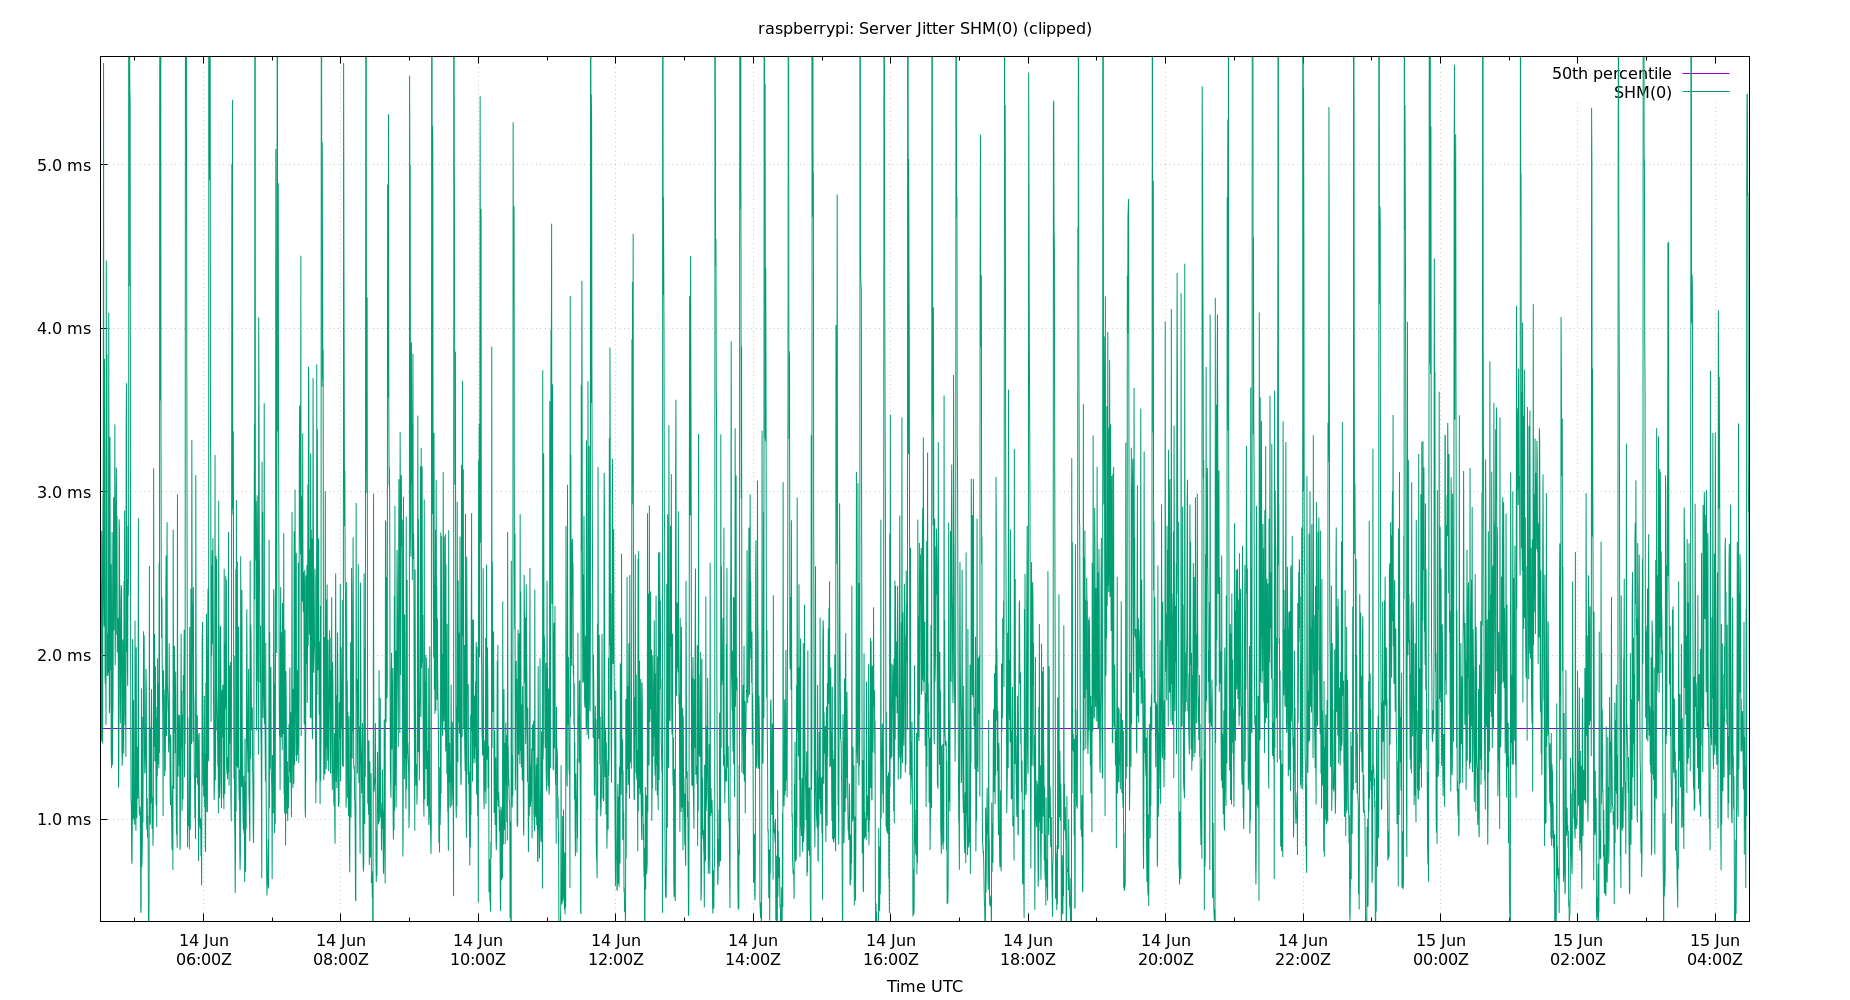 raspberrypi: Server Jitter SHM(0) (clipped)
50th percentile
SHM(0)
5.0 ms
4.0 ms
3.0 ms
2.0 ms
1.0 ms
14 Jun 14 Jun 14 Jun 14 Jun 14 Jun 14 Jun 14 Jun 14 Jun 14 Jun 15 Jun 15 Jun 15 Jun
06:00Z 08:00Z 10:00Z 12:00Z 14:00Z 16:00Z 18:00Z 20:00Z 22:00Z 00:00Z 02:00Z 04:00Z
Time UTC